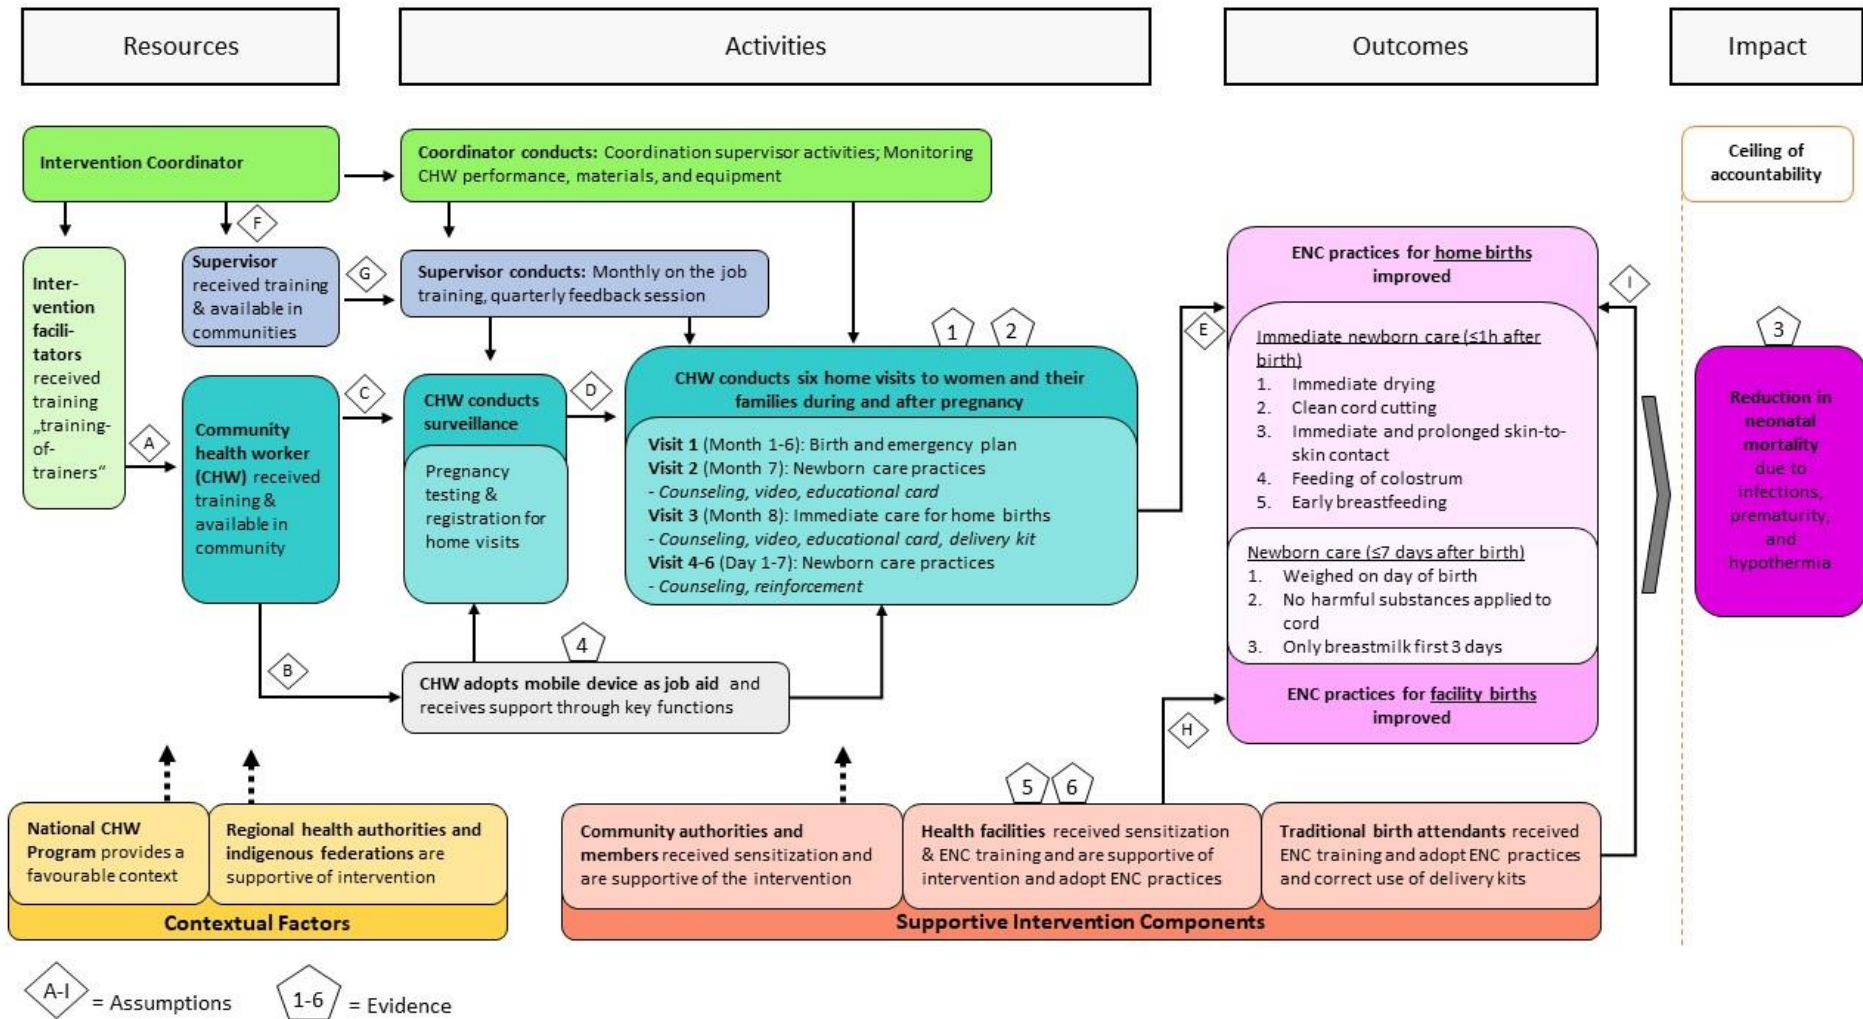 Resources
Activities
Outcomes
Impact
Intervention Coordinator
Coordinator conducts: Coordination supervisor activities; Monitoring
CHW performance, materials, and equipment
Ceiling of
accountability
F
Inter-
vention
facili-
tators
received
training
„training-
of-
trainers“
Supervisor
received training
& available in
communities
G
Supervisor conducts: Monthly on the job
training, quarterly feedback session
A
Community
health worker
(CHW) received
training &
available in
community
C
CHW conducts
surveillance
Pregnancy
testing &
registration for
home visits
D
1
2
CHW conducts six home visits to women and their
families during and after pregnancy
Visit 1 (Month 1-6): Birth and emergency plan
Visit 2 (Month 7): Newborn care practices
- Counseling, video, educational card
Visit 3 (Month 8): Immediate care for home births
- Counseling, video, educational card, delivery kit
Visit 4-6 (Day 1-7): Newborn care practices
- Counseling, reinforcement
B
4
CHW adopts mobile device as job aid and
receives support through key functions
E
ENC practices for home births
improved
I
Immediate newborn care (≤1h after
birth)
1. Immediate drying
2. Clean cord cutting
3. Immediate and prolonged skin-to-
skin contact
4. Feeding of colostrum
5. Early breastfeeding
Newborn care (≤7 days after birth)
1. Weighed on day of birth
2. No harmful substances applied to
cord
3. Only breastmilk first 3 days
ENC practices for facility births
improved
H
3
Reduction in
neonatal
mortality
due to
infections,
prematurity,
and
hypothermia
National CHW
Program provides a
favourable context
Regional health authorities and
indigenous federations are
supportive of intervention
Contextual Factors
5
6
Community authorities and
members received sensitization and
are supportive of the intervention
Health facilities received sensitization
& ENC training and are supportive of
intervention and adopt ENC practices
Traditional birth attendants received
ENC training and adopt ENC practices
and correct use of delivery kits
Supportive Intervention Components
A-I = Assumptions
1-6 = Evidence